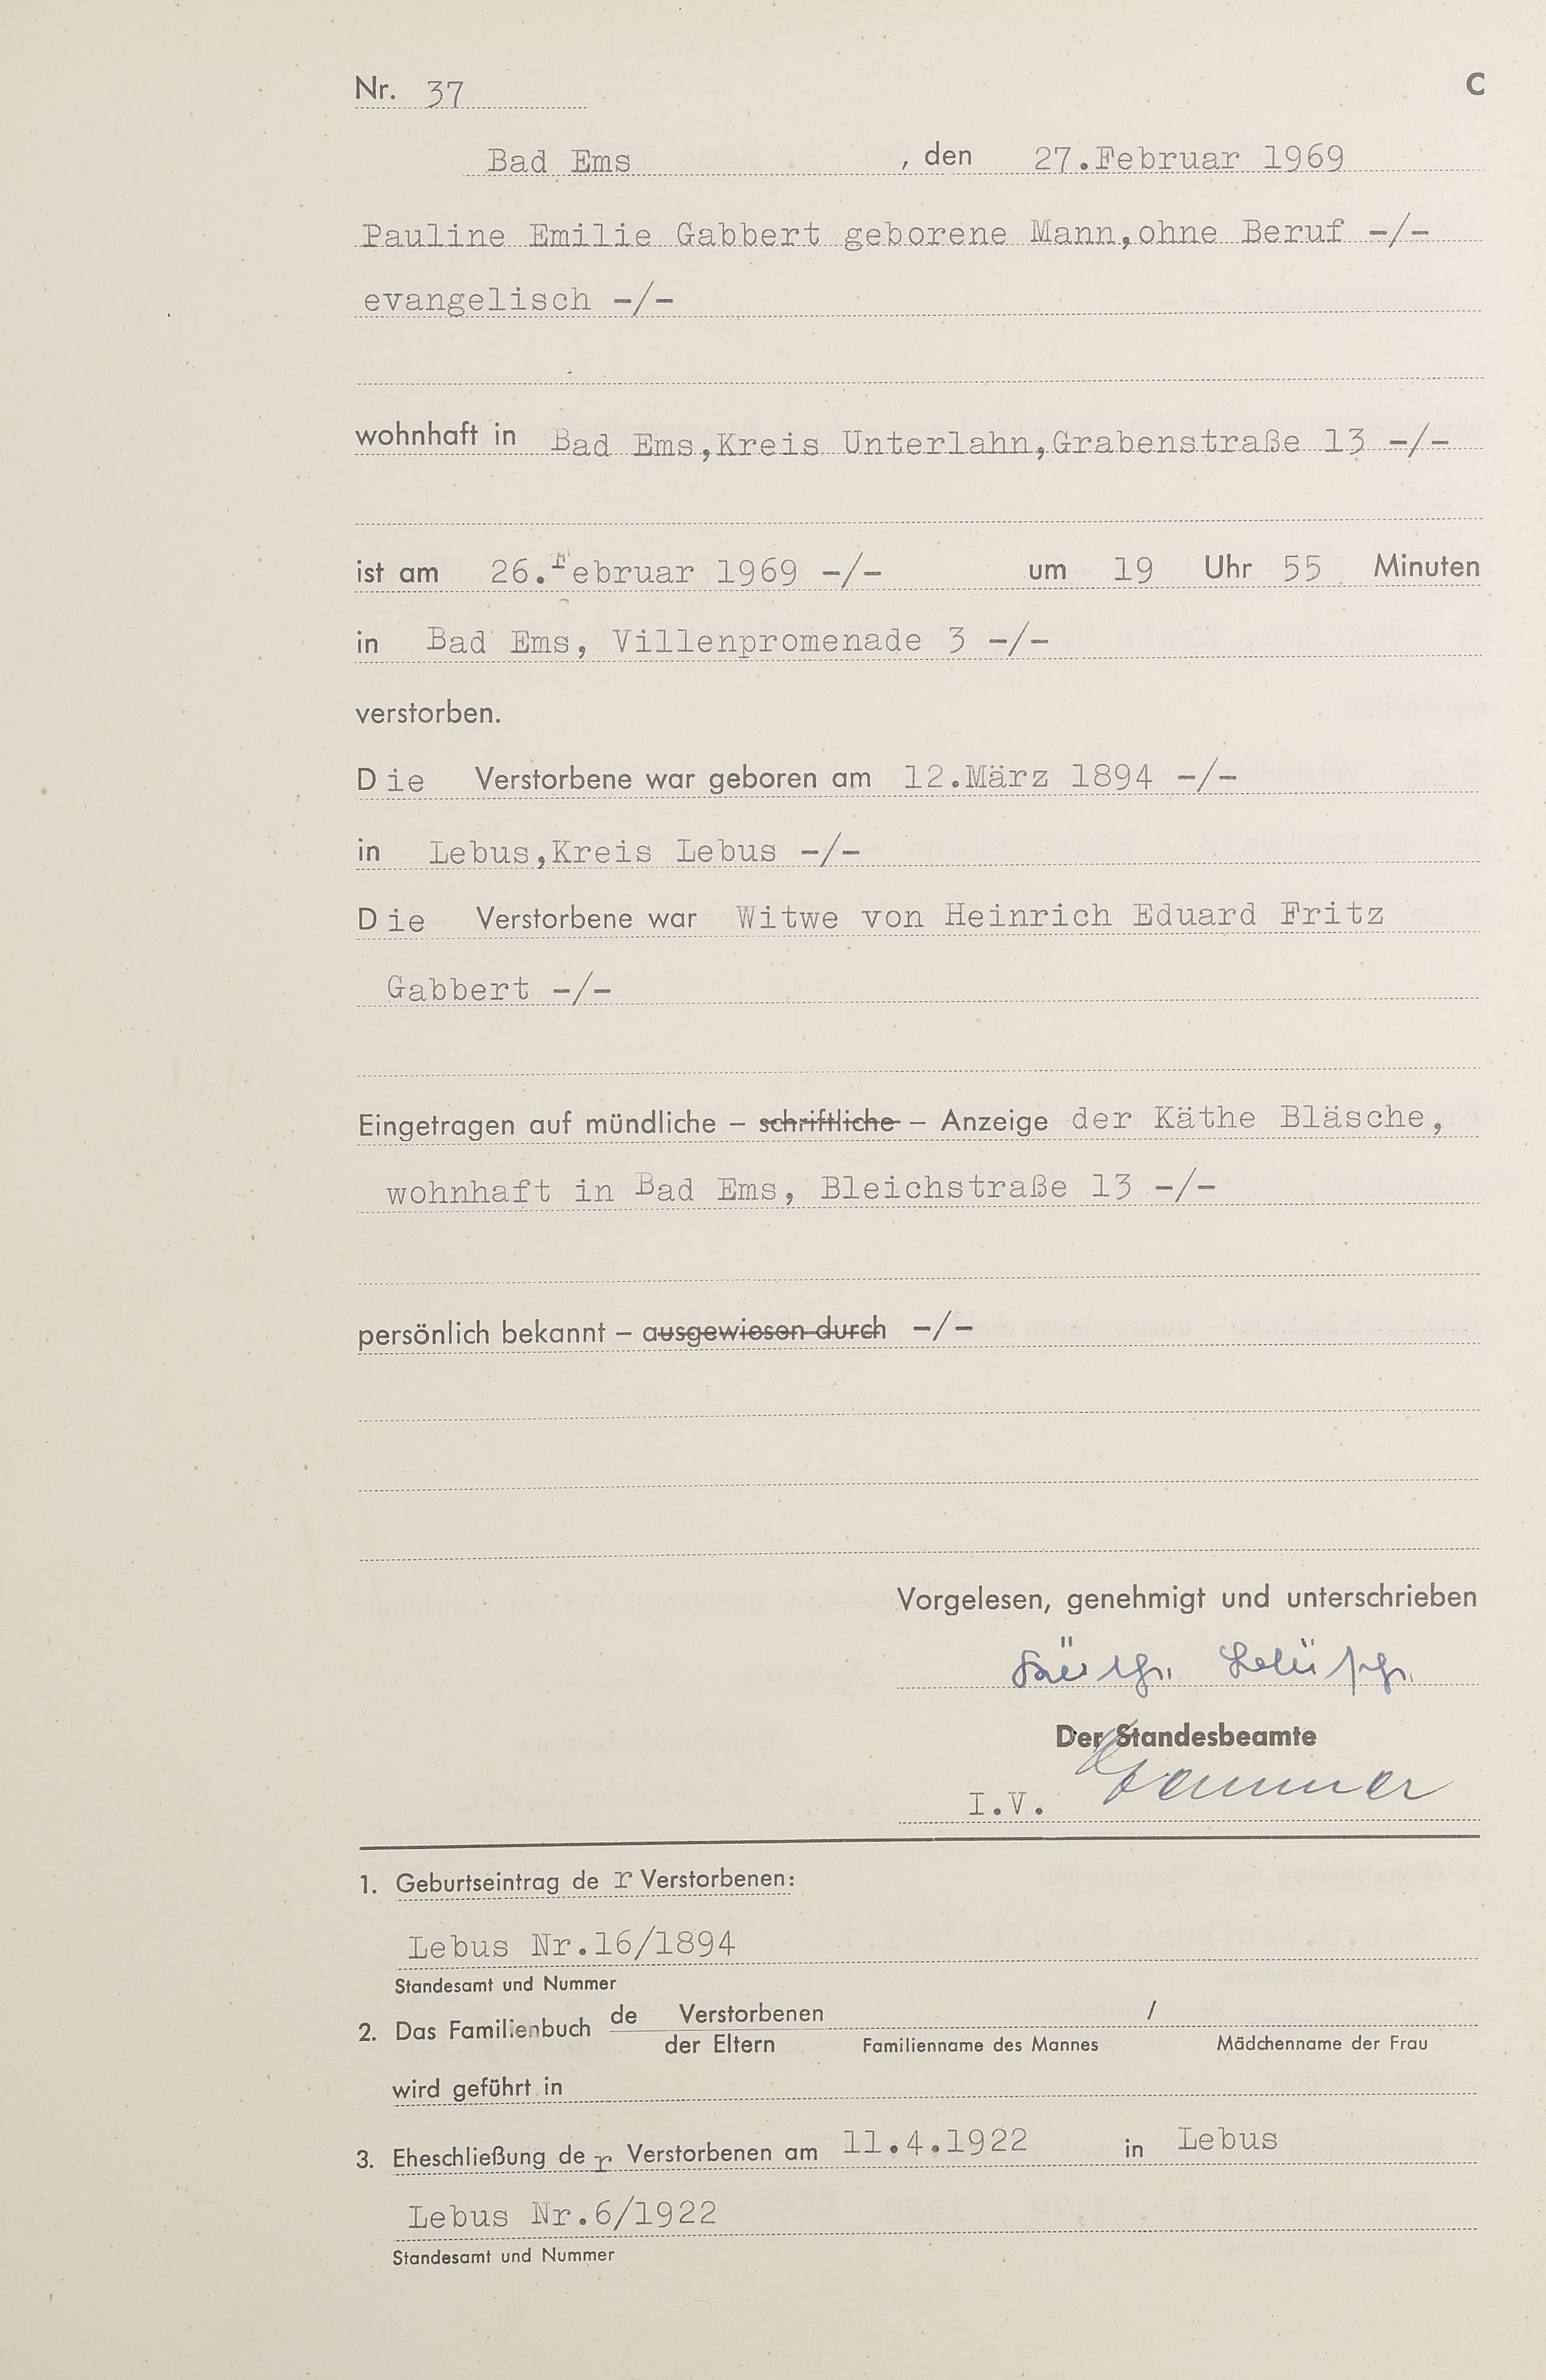 Nr. 37 C
Bad Ems , den 27.Februar 1969
Pauline Emilie Gabbert geborene Mann,ohne Beruf -/-
evangelisch -/-
wohnhaft in Bad Ems,Kreis Unterlahn,Grabenstraße 13 -/-
ist am 26.Februar 1969 -/- um 19 Uhr 55 Minuten
in Bad Ems, Villenpromenade 3 -/-
verstorben.
Die Verstorbene war geboren am 12.März 1894 -/-
in Lebus,Kreis Lebus -/-
Die Verstorbene war Witwe von Heinrich Eduard Fritz
Gabbert -/-
Eingetragen auf mündliche – schriftliche – Anzeige der Käthe Bläsche,
wohnhaft in Bad Ems, Bleichstraße 13 -/-
persönlich bekannt – ausgewiesen durch -/-
Vorgelesen, genehmigt und unterschrieben
Käthe Bläsche
Der Standesbeamte
I.V.
1. Geburtseintrag der Verstorbenen:
Lebus Nr.16/1894
Standesamt und Nummer
2. Das Familienbuch de Verstorbenen /
der Eltern Familienname des Mannes Mädchenname der Frau
wird geführt in
3. Eheschließung der Verstorbenen am 11.4.1922 in Lebus
Lebus Nr.6/1922
Standesamt und Nummer